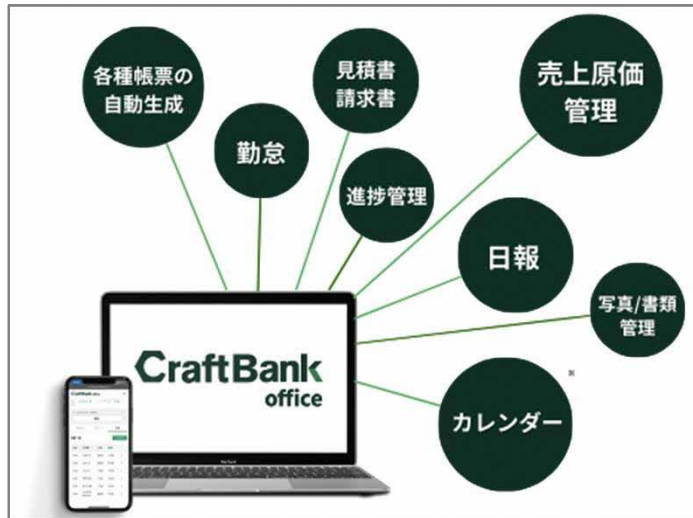 各種帳票の
自動生成
見積書
請求書
売上原価
管理
勤怠
進捗管理
日報
写真/書類
管理
カレンダー
CraftBank
office
CraftBank